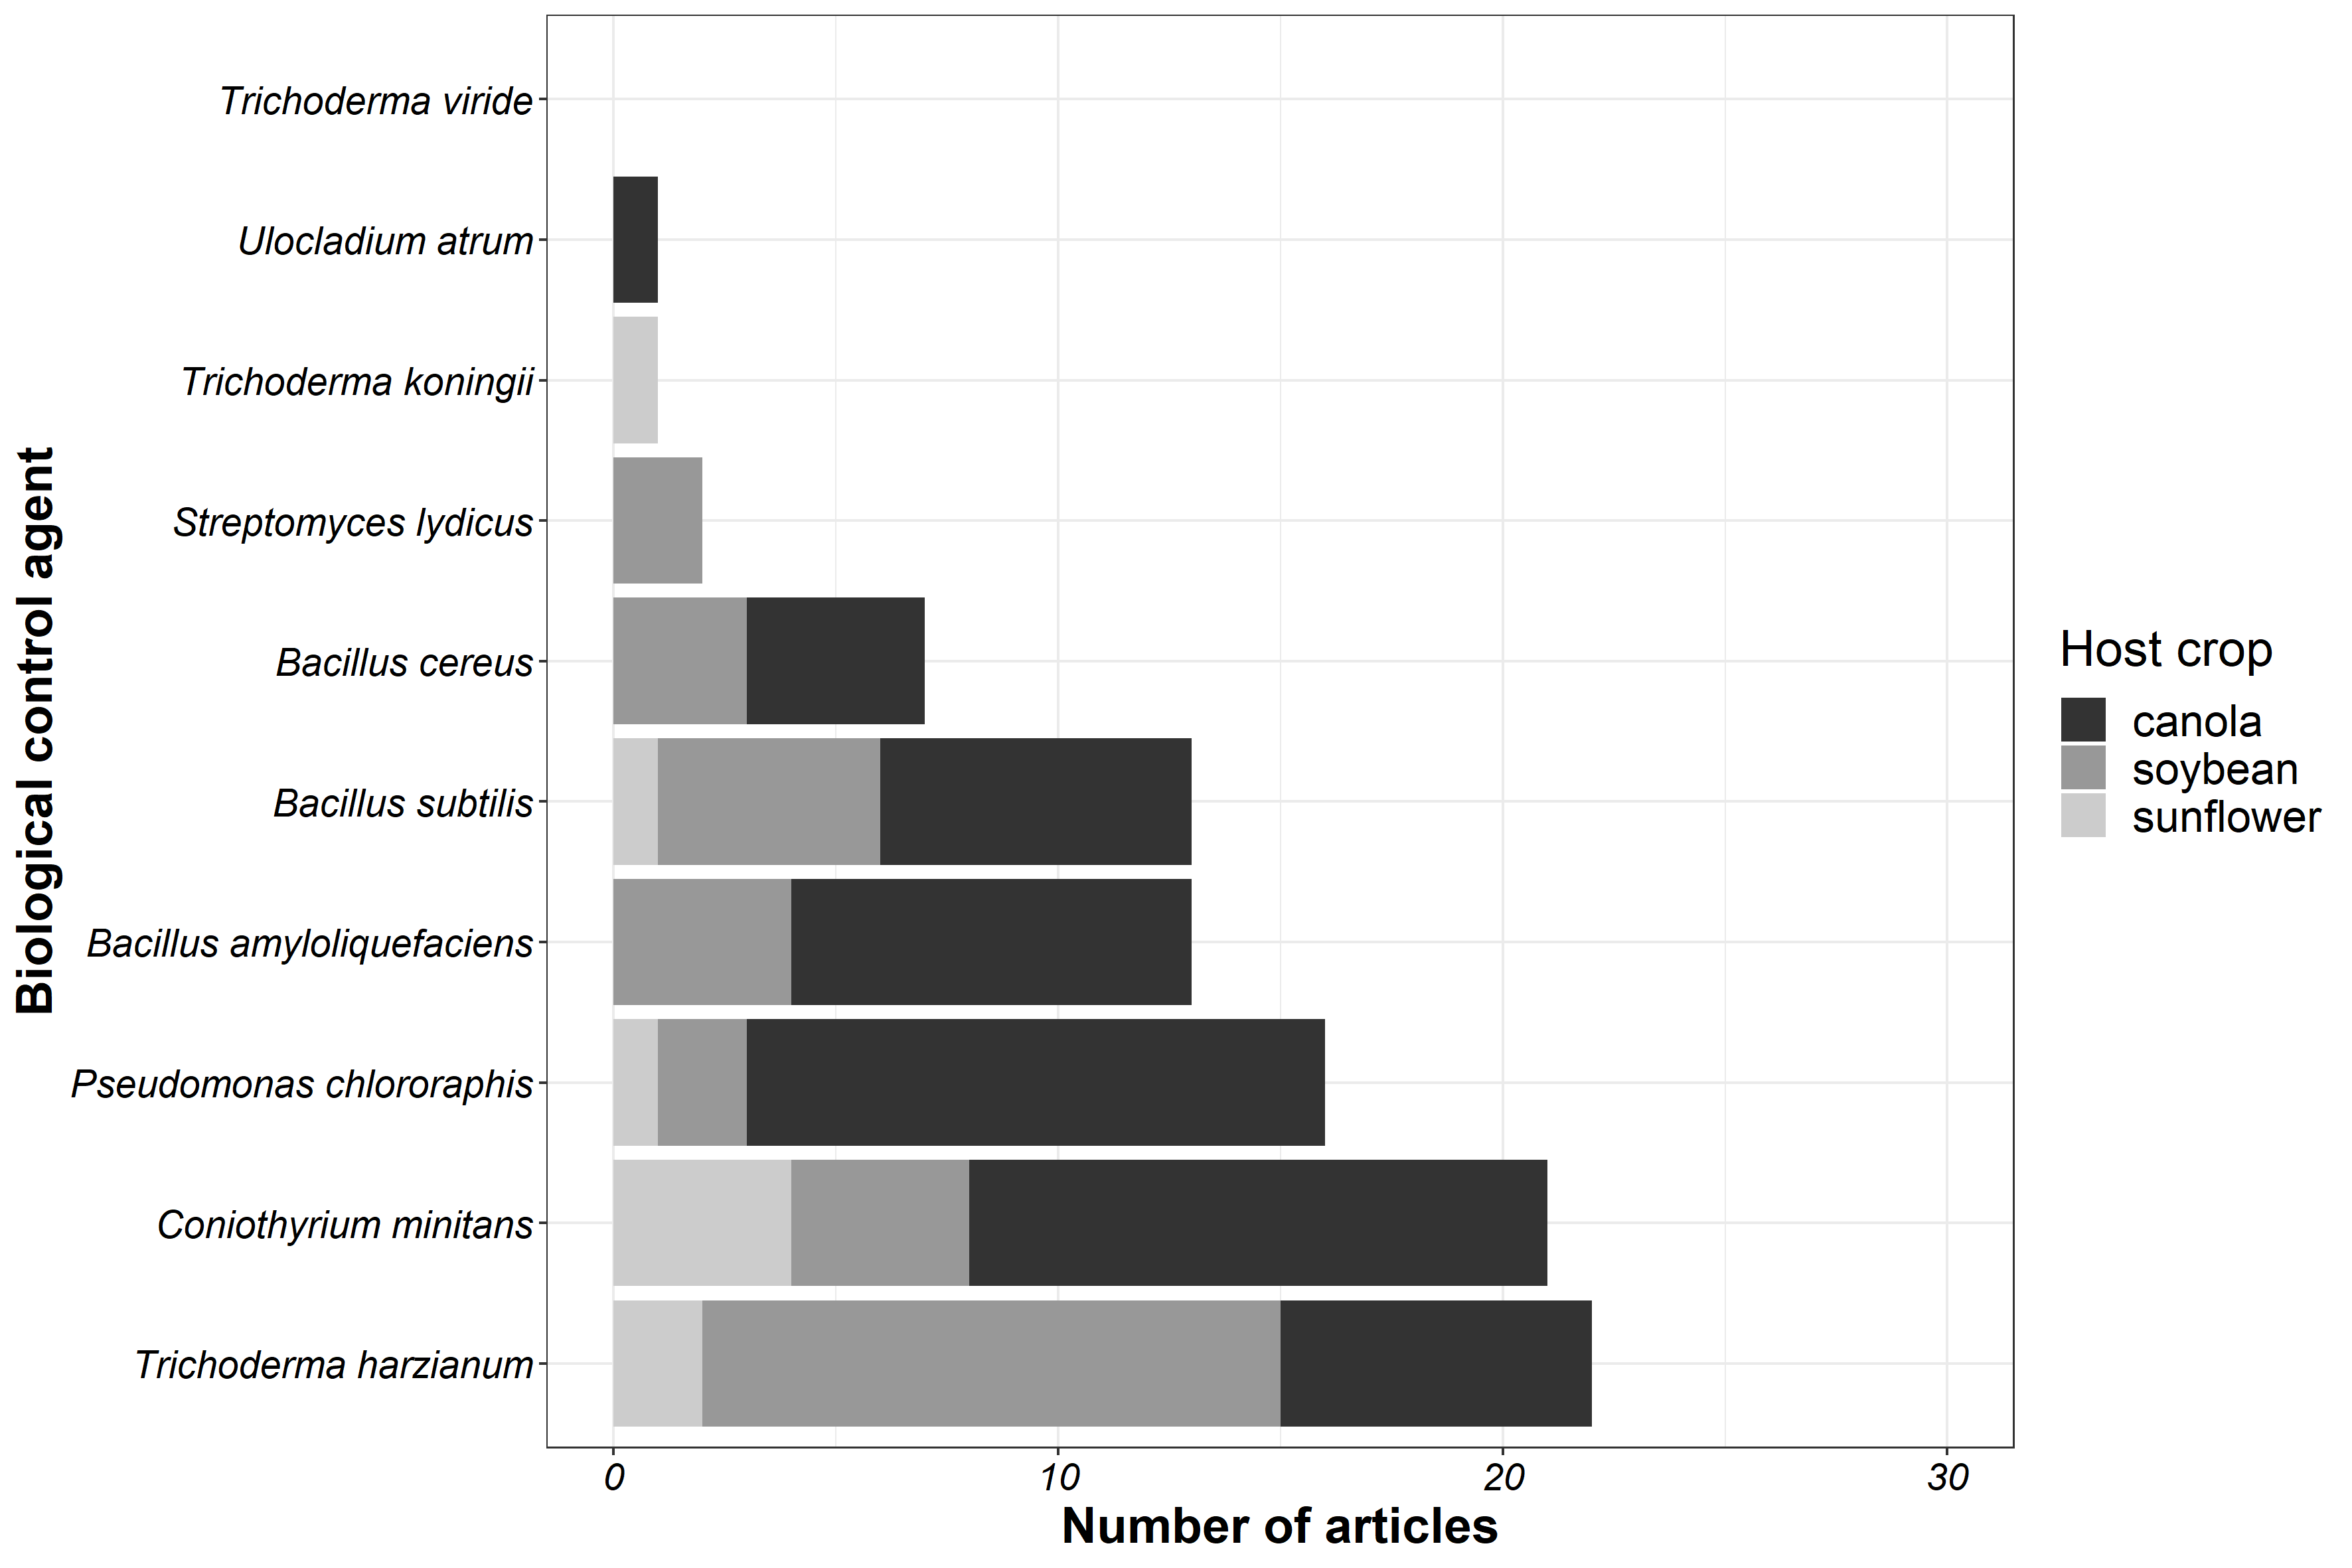 Biological control agent
Trichoderma viride
Ulocladium atrum
Trichoderma koningii
Streptomyces lydicus
Bacillus cereus
Bacillus subtilis
Bacillus amyloliquefaciens
Pseudomonas chlororaphis
Coniothyrium minitans
Trichoderma harzianum
0 10 20 30
Number of articles
Host crop
canola
soybean
sunflower